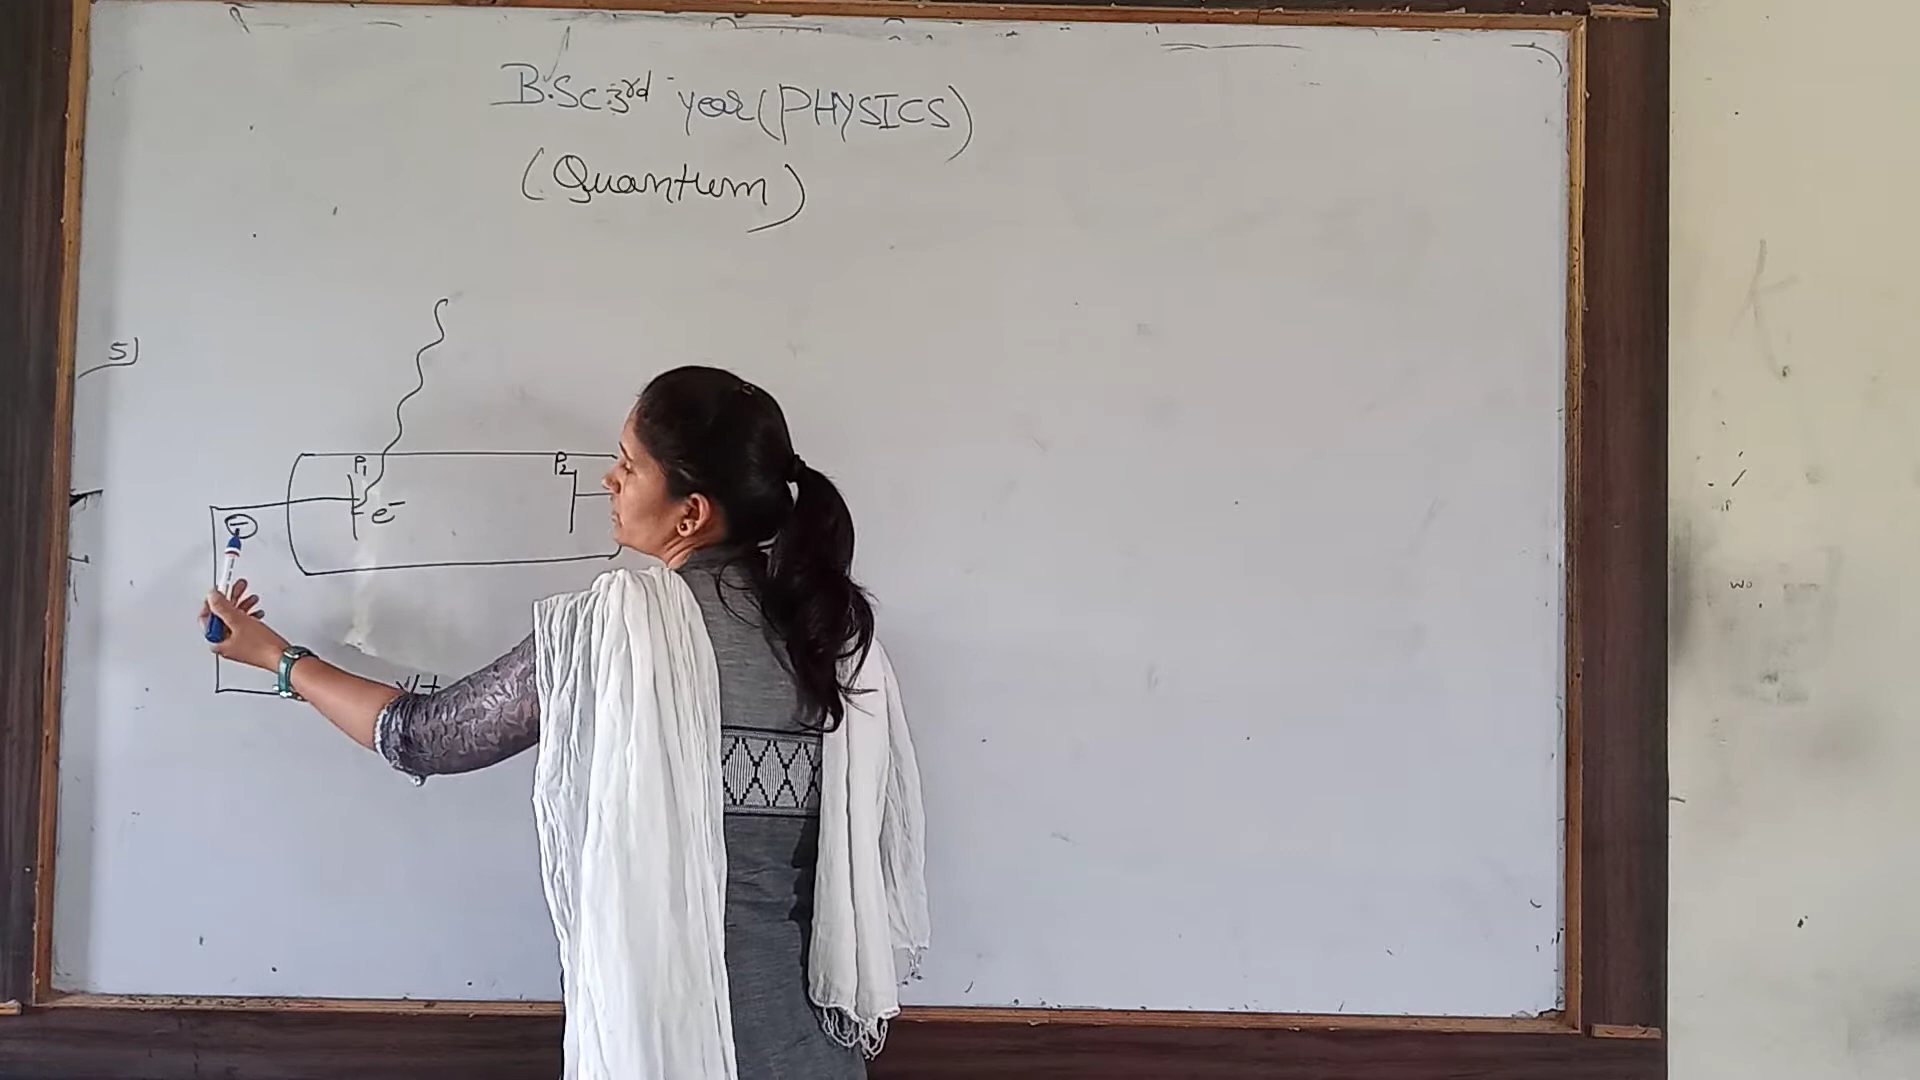 B.Sc. 3rd year (PHYSICS)
(Quantum)
5)
P1 P2
e-
-